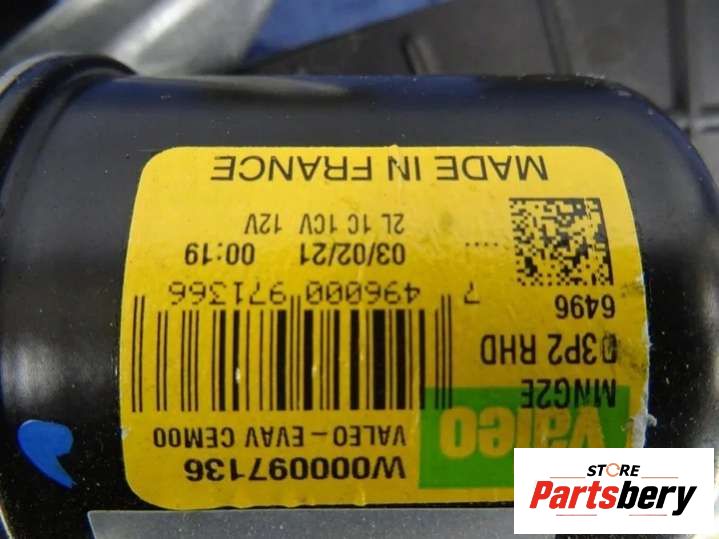 W000097136
VALEO-EVAV CEM00
Valeo
MNG2E
D3P2 RHD
6496
7 496000 971366
03/02/21 00:19
2L 1C 1CV 12V
MADE IN FRANCE
STORE
Partsbery